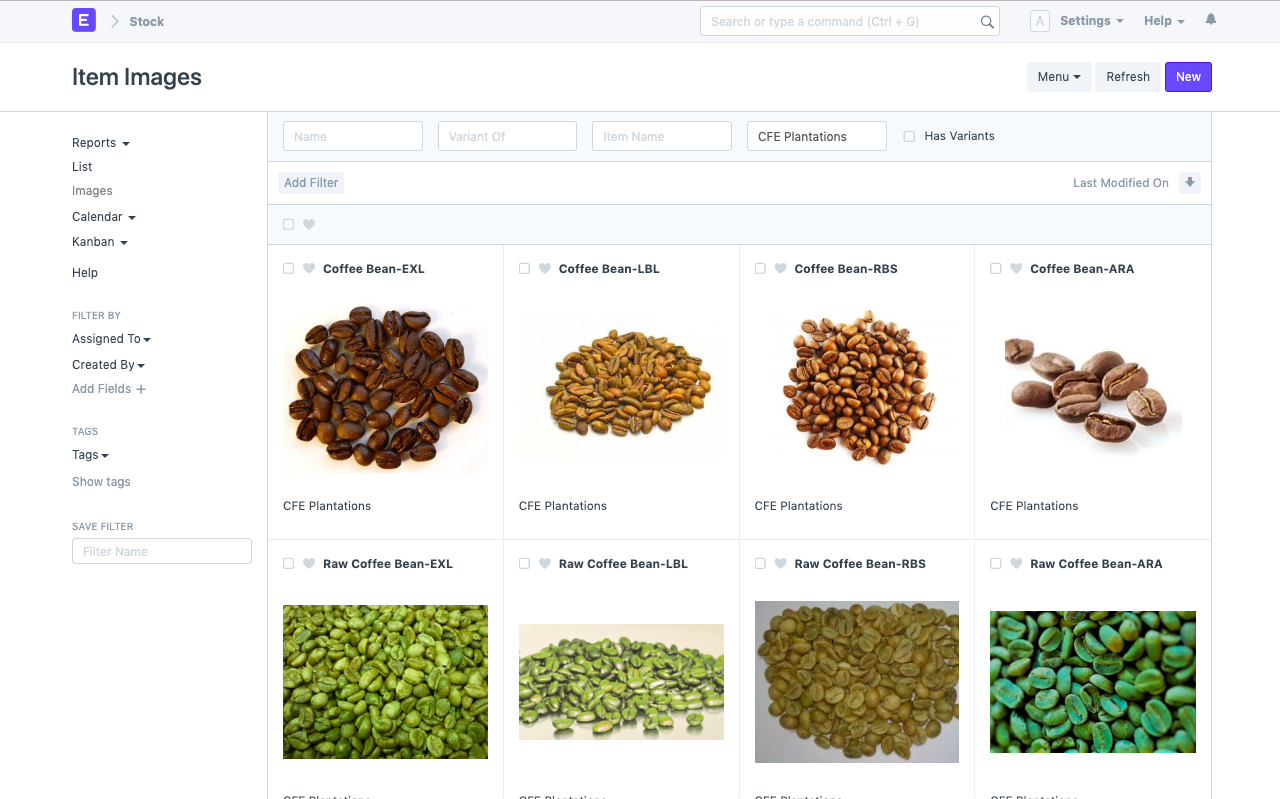 E Stock Search or type a command (Ctrl + G) A Settings Help
Item Images Menu Refresh New
Name Variant Of Item Name CFE Plantations Has Variants
Reports
List
Images
Calendar
Kanban
Help
FILTER BY
Assigned To
Created By
Add Fields +
TAGS
Tags
Show tags
SAVE FILTER
Filter Name
Add Filter Last Modified On
Coffee Bean-EXL Coffee Bean-LBL Coffee Bean-RBS Coffee Bean-ARA
CFE Plantations CFE Plantations CFE Plantations CFE Plantations
Raw Coffee Bean-EXL Raw Coffee Bean-LBL Raw Coffee Bean-RBS Raw Coffee Bean-ARA